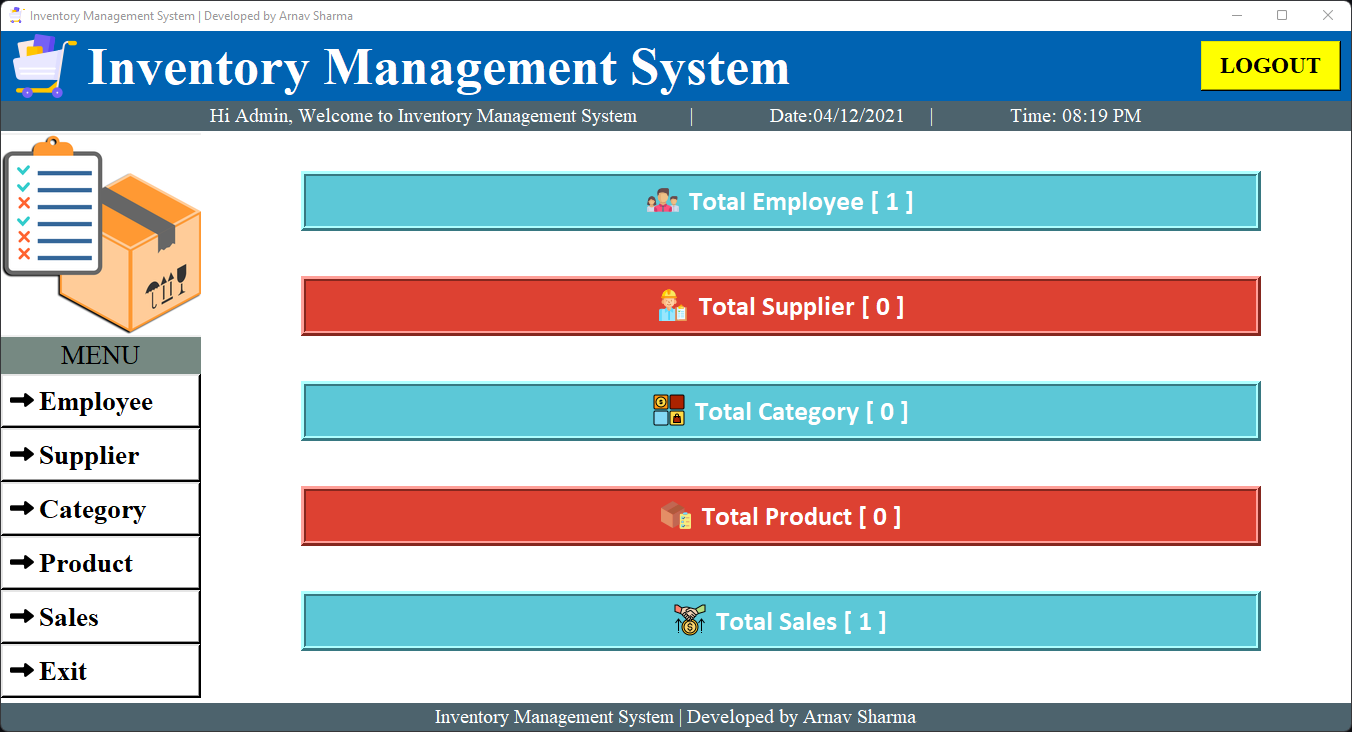 Inventory Management System | Developed by Arnav Sharma
Inventory Management System
LOGOUT
Hi Admin, Welcome to Inventory Management System | Date:04/12/2021 | Time: 08:19 PM
Total Employee [ 1 ]
Total Supplier [ 0 ]
Total Category [ 0 ]
Total Product [ 0 ]
Total Sales [ 1 ]
MENU
Employee
Supplier
Category
Product
Sales
Exit
Inventory Management System | Developed by Arnav Sharma